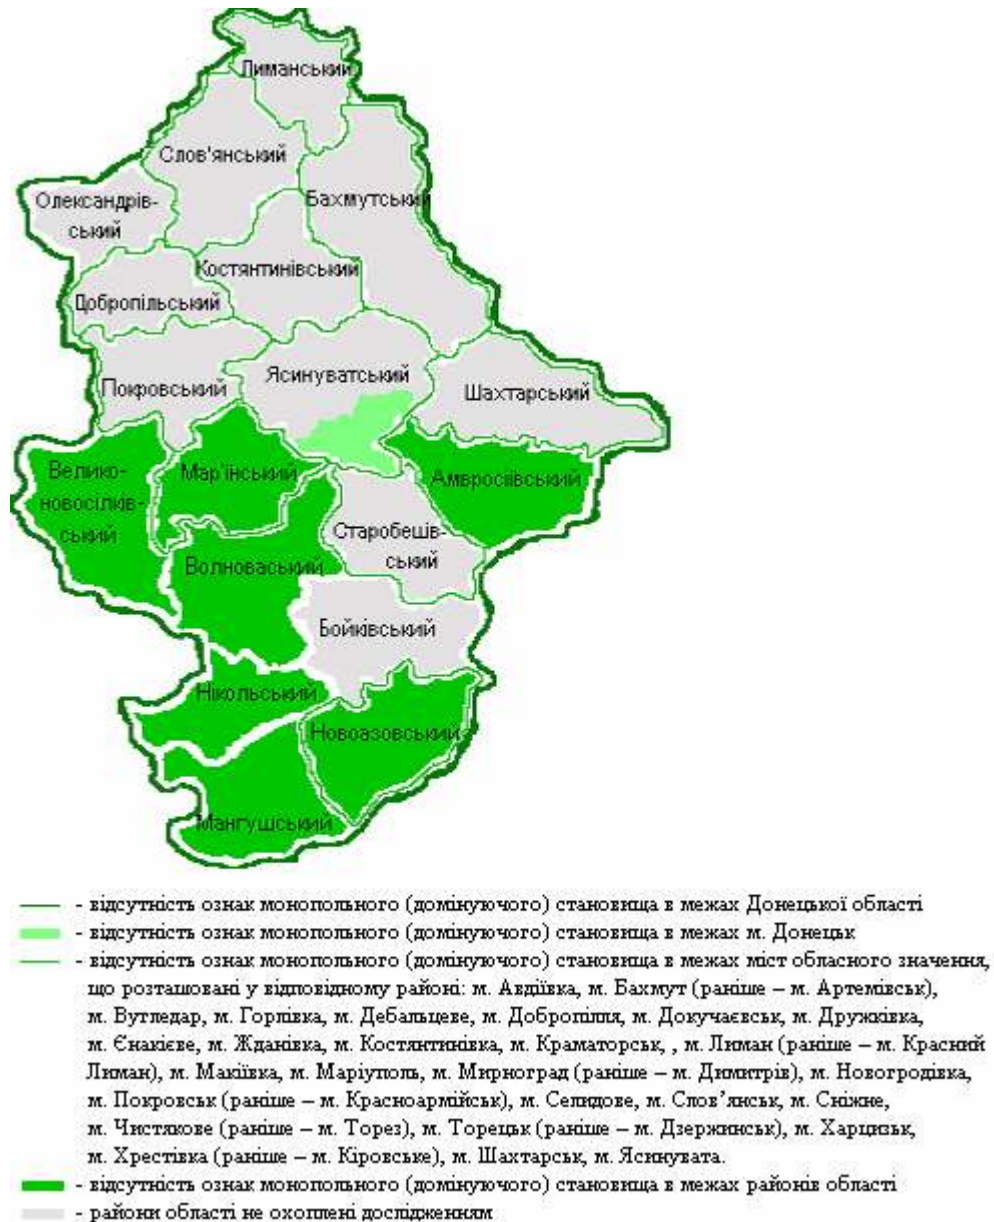 Лиманський
Слов'янський
Бахмутський
Олександрів-
ський
Костянтинівський
Добропільський
Ясинуватський
Покровський
Шахтарський
Велико-
новосілків-
ський
Мар'їнський
Амвросіївський
Старобешів-
ський
Волноваський
Бойківський
Нікольський
Новоазовський
Мангушський
- відсутність ознак монопольного (домінуючого) становища в межах Донецької області
- відсутність ознак монопольного (домінуючого) становища в межах м. Донецьк
- відсутність ознак монопольного (домінуючого) становища в межах міст обласного значення,
що розташовані у відповідному районі: м. Авдіївка, м. Бахмут (раніше – м. Артемівськ),
м. Вугледар, м. Горлівка, м. Дебальцеве, м. Добропілля, м. Докучаєвськ, м. Дружківка,
м. Єнакієве, м. Жданівка, м. Костянтинівка, м. Краматорськ, , м. Лиман (раніше – м. Красний
Лиман), м. Макіївка, м. Маріуполь, м. Мирноград (раніше – м. Димитрів), м. Новогродівка,
м. Покровськ (раніше – м. Красноармійськ), м. Селидове, м. Слов’янськ, м. Сніжне,
м. Чистякове (раніше – м. Торез), м. Торецьк (раніше – м. Дзержинськ), м. Харцизьк,
м. Хрестівка (раніше – м. Кіровське), м. Шахтарськ, м. Ясинувата.
- відсутність ознак монопольного (домінуючого) становища в межах районів області
- райони області не охоплені дослідженням